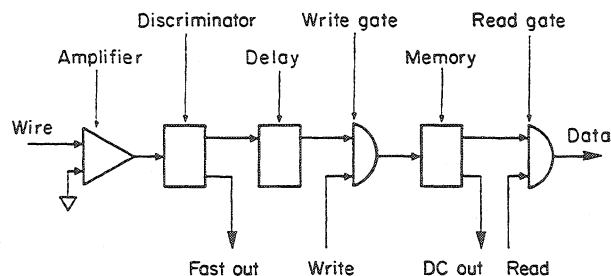 Discriminator
Write gate
Read gate
Amplifier
Delay
Memory
Wire
Data
Fast out
Write
DC out
Read